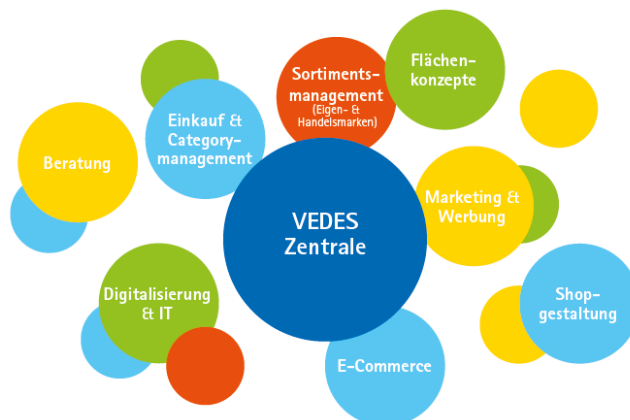 Sortiments-
management
(Eigen- &
Handelsmarken)
Flächen-
konzepte
Einkauf &
Category-
management
Beratung
VEDES
Zentrale
Marketing &
Werbung
Digitalisierung
& IT
Shop-
gestaltung
E-Commerce